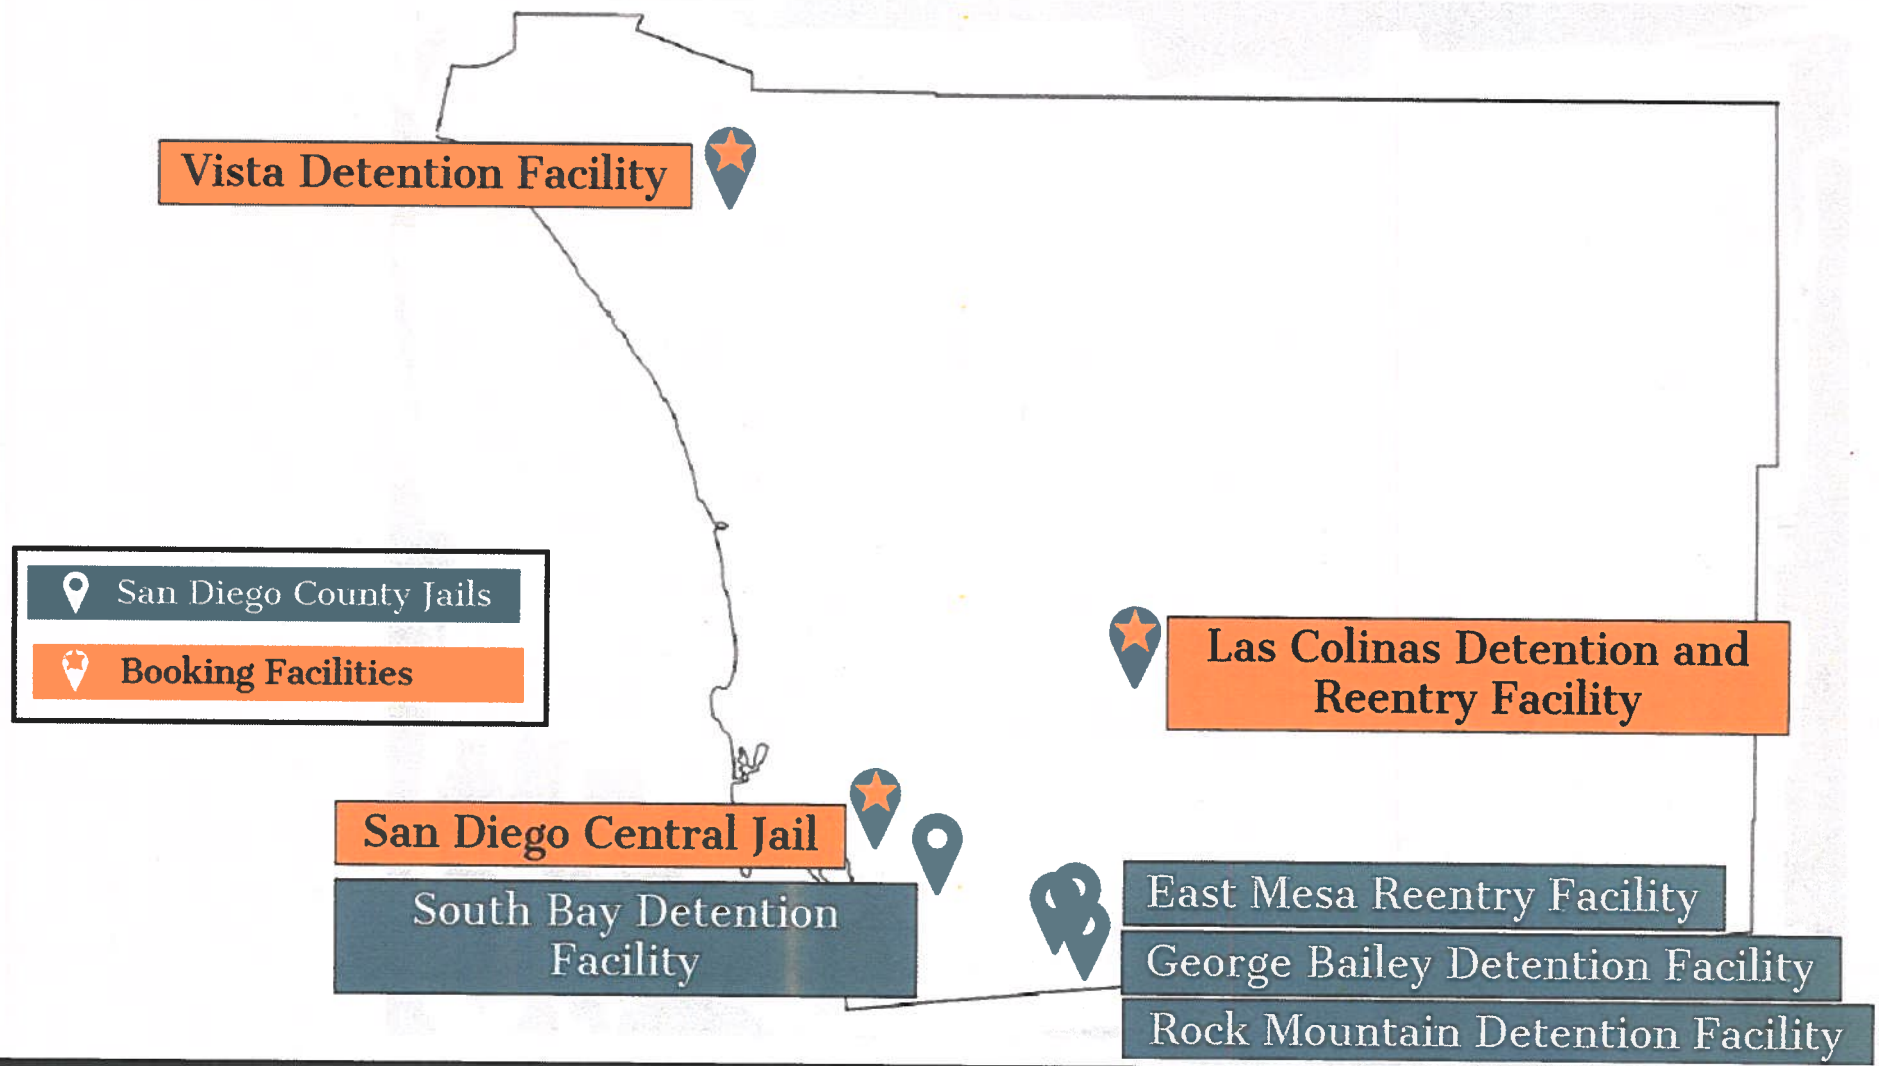 Vista Detention Facility
San Diego County Jails
Booking Facilities
Las Colinas Detention and
Reentry Facility
San Diego Central Jail
South Bay Detention
Facility
East Mesa Reentry Facility
George Bailey Detention Facility
Rock Mountain Detention Facility